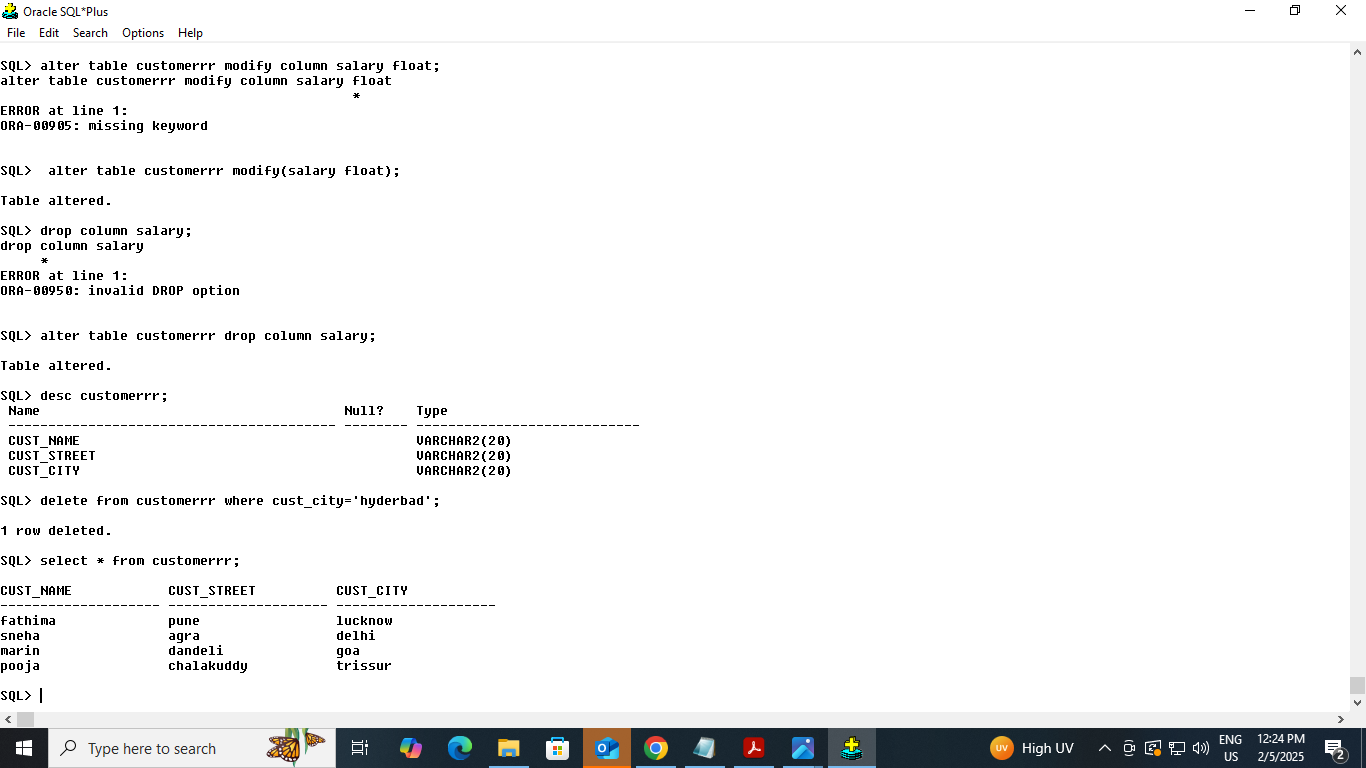 Oracle SQL*Plus
File Edit Search Options Help
SQL> alter table customerrr modify column salary float;
alter table customerrr modify column salary float
*
ERROR at line 1:
ORA-00905: missing keyword
SQL>  alter table customerrr modify(salary float);
Table altered.
SQL> drop column salary;
drop column salary
*
ERROR at line 1:
ORA-00950: invalid DROP option
SQL> alter table customerrr drop column salary;
Table altered.
SQL> desc customerrr;
Name Null? Type
----------------------------------------- -------- ----------------------------
CUST_NAME VARCHAR2(20)
CUST_STREET VARCHAR2(20)
CUST_CITY VARCHAR2(20)
SQL> delete from customerrr where cust_city='hyderbad';
1 row deleted.
SQL> select * from customerrr;
CUST_NAME CUST_STREET CUST_CITY
-------------------- -------------------- --------------------
fathima pune lucknow
sneha agra delhi
marin dandeli goa
pooja chalakuddy trissur
SQL>
Type here to search
UV High UV
ENG US
12:24 PM
2/5/2025
2